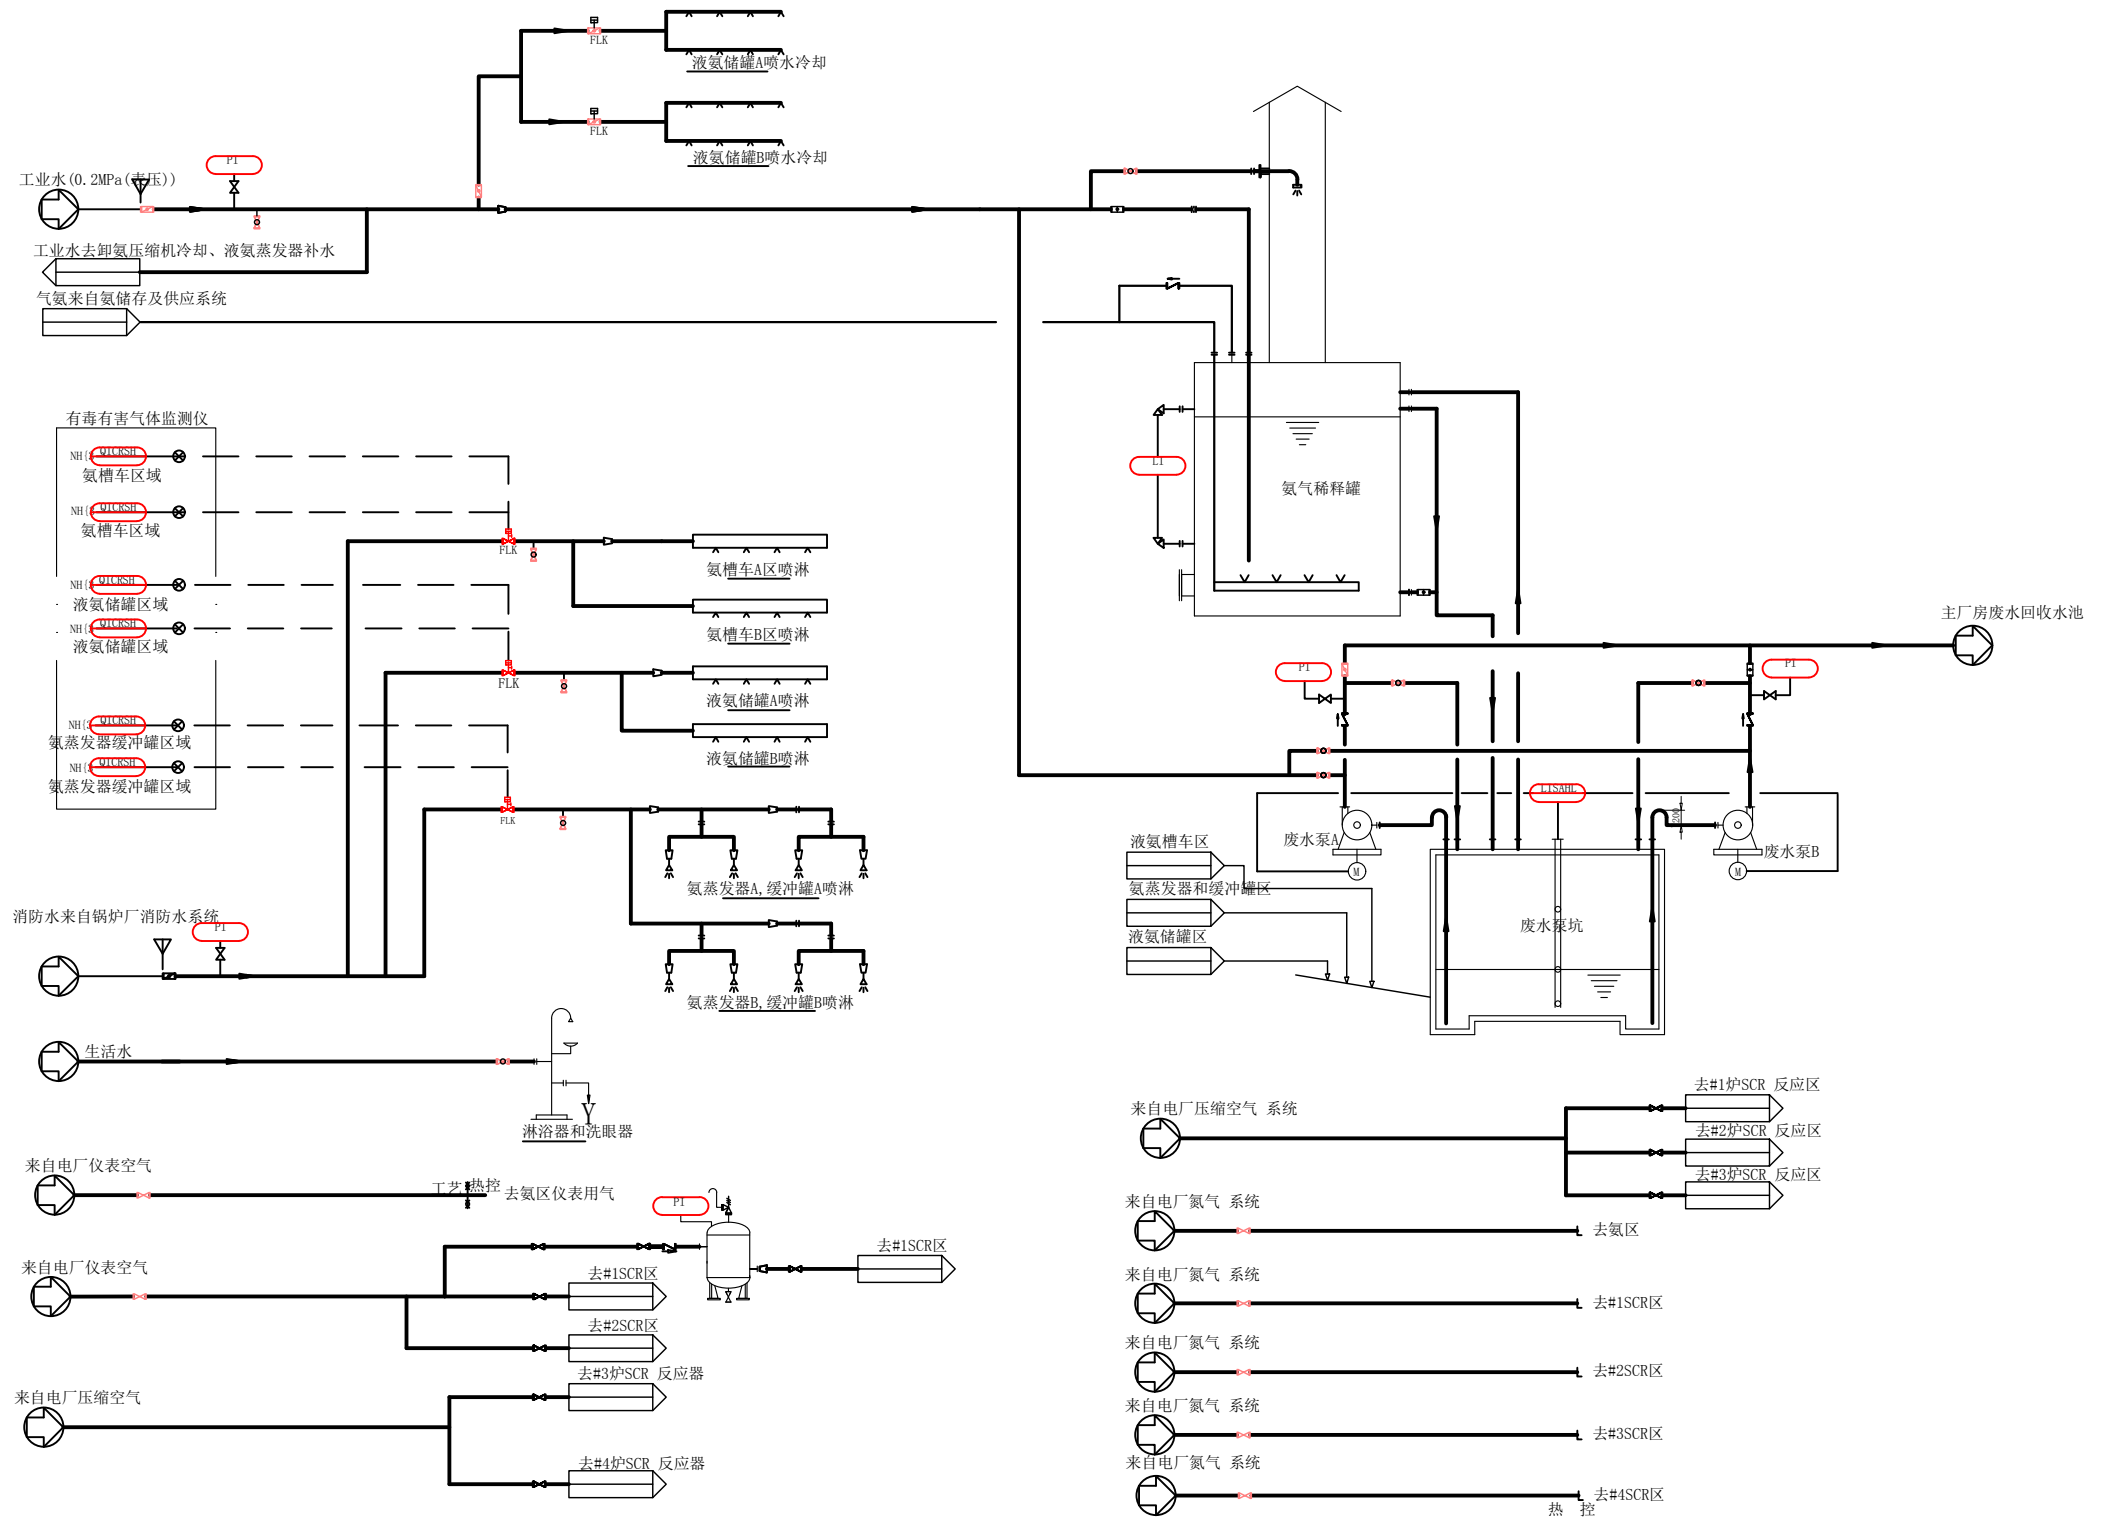 FLK
液氨储罐A喷水冷却
FLK
液氨储罐B喷水冷却
PT
工业水(0.2MPa(表压))
工业水去卸氨压缩机冷却、液氨蒸发器补水
气氨来自氨储存及供应系统
有毒有害气体监测仪
NH QICRSH
氨槽车区域
NH QICRSH
氨槽车区域
NH QICRSH
液氨储罐区域
NH QICRSH
液氨储罐区域
NH QICRSH
氨蒸发器缓冲罐区域
NH QICRSH
氨蒸发器缓冲罐区域
FLK
氨槽车A区喷淋
氨槽车B区喷淋
FLK
液氨储罐A喷淋
液氨储罐B喷淋
FLK
氨蒸发器A,缓冲罐A喷淋
氨蒸发器B,缓冲罐B喷淋
消防水来自锅炉厂消防水系统
PT
生活水
淋浴器和洗眼器
LT
氨气稀释罐
主厂房废水回收水池
PT
PT
LISAHL
200
废水泵A
废水泵B
M
M
液氨槽车区
氨蒸发器和缓冲罐区
液氨储罐区
废水泵坑
来自电厂仪表空气
工艺 热控
去氨区仪表用气
PT
去#1SCR区
来自电厂仪表空气
去#1SCR区
去#2SCR区
来自电厂压缩空气
去#3炉SCR 反应器
去#4炉SCR 反应器
来自电厂压缩空气 系统
去#1炉SCR 反应区
去#2炉SCR 反应区
去#3炉SCR 反应区
来自电厂氮气 系统
去氨区
来自电厂氮气 系统
去#1SCR区
来自电厂氮气 系统
去#2SCR区
来自电厂氮气 系统
去#3SCR区
来自电厂氮气 系统
去#4SCR区
热 控